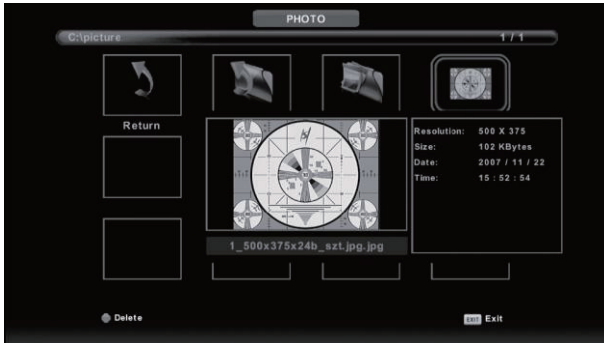 PHOTO
C:\picture
1 / 1
Return
Resolution: 500 X 375
Size: 102 KBytes
Date: 2007 / 11 / 22
Time: 15 : 52 : 54
1_500x375x24b_szt.jpg.jpg
Delete
EXIT Exit